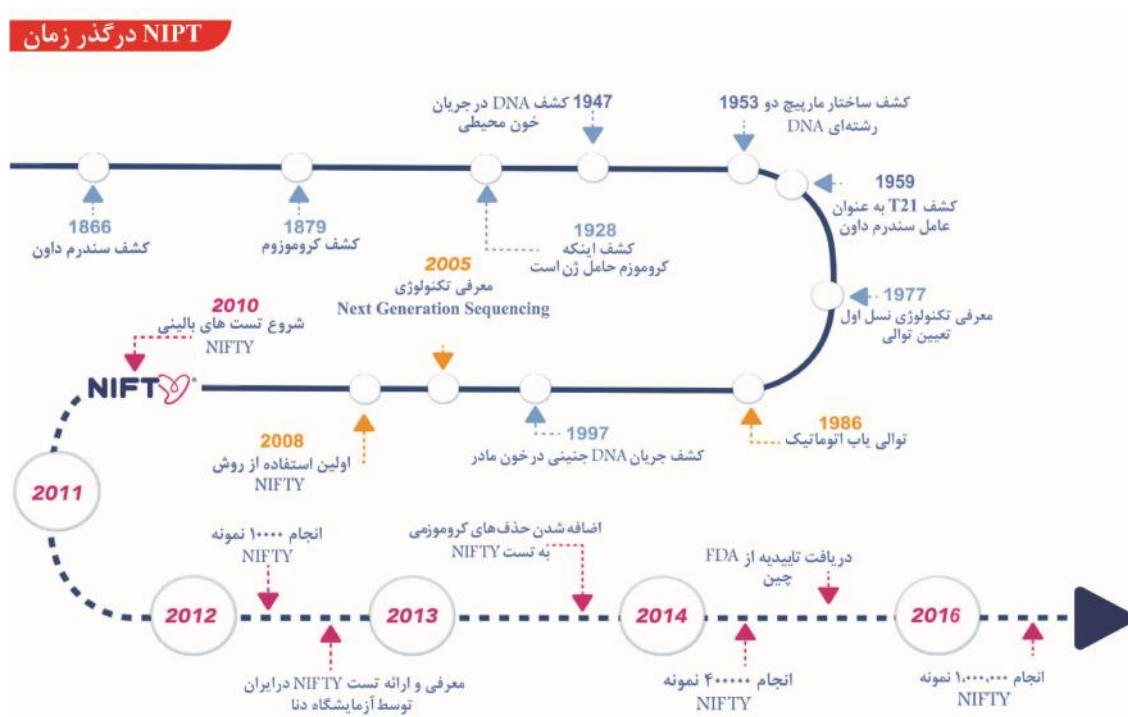 NIPT درگذر زمان
1866
کشف سندرم داون
1879
کشف کروموزوم
1928
کشف اینکه
کروموزم حامل ژن است
1947 کشف DNA در جریان
خون محیطی
1953 کشف ساختار مارپیچ دو
رشته‌ای DNA
1959
کشف T21 به عنوان
عامل سندرم داون
1977
معرفی تکنولوژی نسل اول
تعیین توالی
1986
توالی یاب اتوماتیک
1997
کشف جریان DNA جنینی درخون مادر
2005
معرفی تکنولوژی
Next Generation Sequencing
2008
اولین استفاده از روش
NIFTY
2010
شروع تست های بالینی
NIFTY
NIFTY®
2011
2012
انجام ۱۰۰۰۰ نمونه
NIFTY
معرفی و ارائه تست NIFTY درایران
توسط آزمایشگاه دنا
2013
اضافه شدن حذف‌های کروموزمی
به تست NIFTY
2014
انجام ۴۰۰۰۰۰ نمونه
NIFTY
دریافت تاییدیه از FDA
چین
2016
انجام ۱،۰۰۰،۰۰۰ نمونه
NIFTY